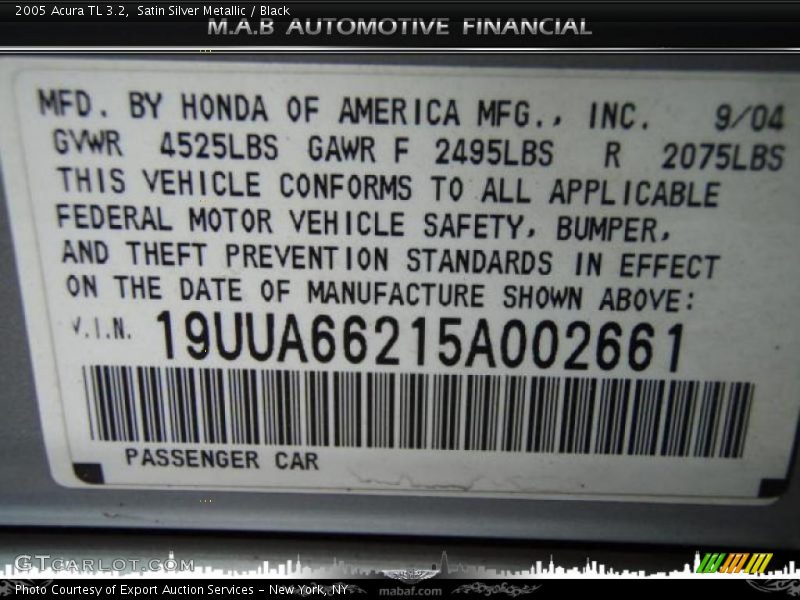 2005 Acura TL 3.2,  Satin Silver Metallic / Black
M.A.B AUTOMOTIVE FINANCIAL
MFD. BY HONDA OF AMERICA MFG., INC. 9/04
GVWR 4525LBS GAWR F 2495LBS R 2075LBS
THIS VEHICLE CONFORMS TO ALL APPLICABLE
FEDERAL MOTOR VEHICLE SAFETY, BUMPER,
AND THEFT PREVENTION STANDARDS IN EFFECT
ON THE DATE OF MANUFACTURE SHOWN ABOVE:
V.I.N. 19UUA66215A002661
PASSENGER CAR
GTcarlot.com
Photo Courtesy of Export Auction Services - New York, NY
mabaf.com